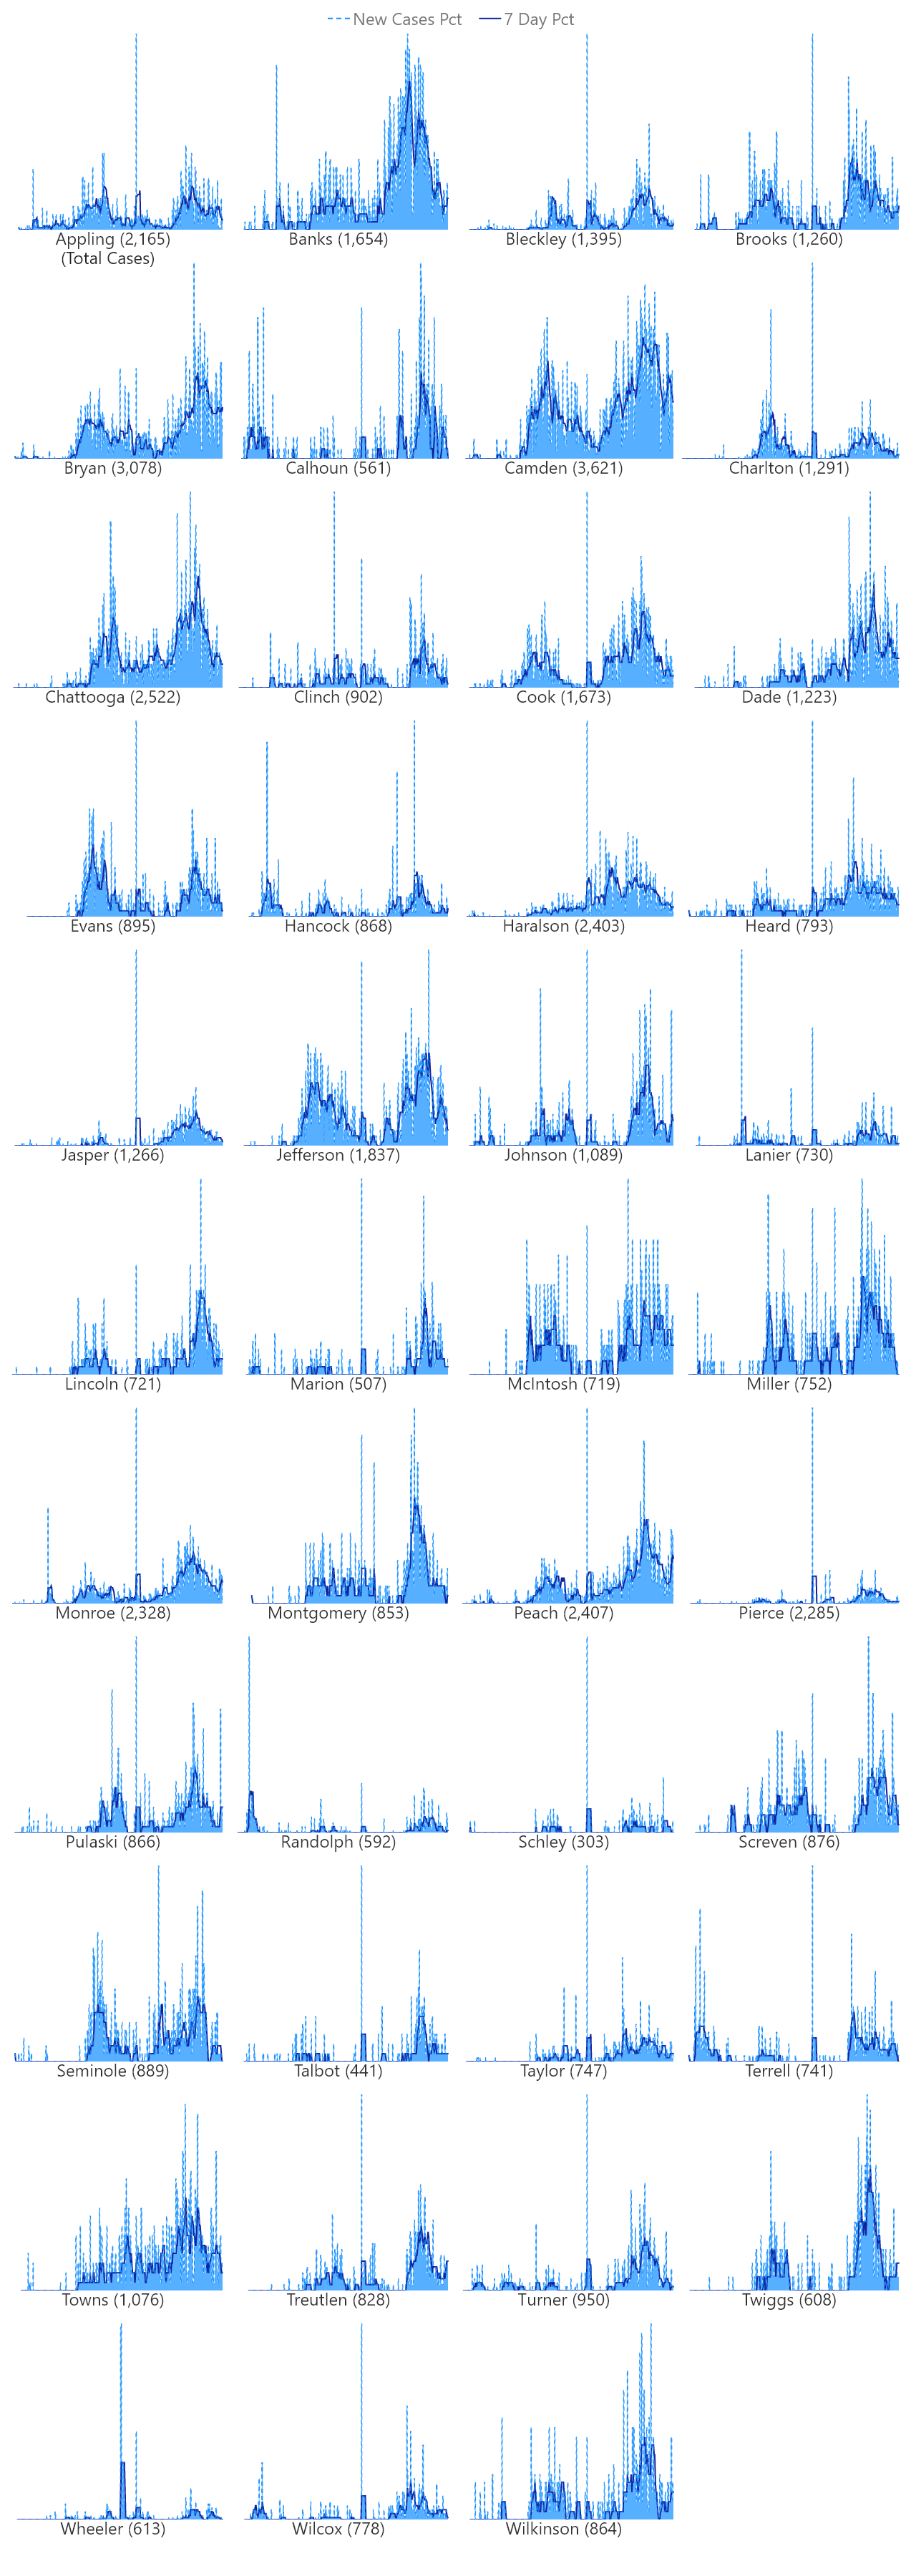 New Cases Pct 7 Day Pct
Appling (2,165) Banks (1,654) Bleckley (1,395) Brooks (1,260)
(Total Cases)
Bryan (3,078) Calhoun (561) Camden (3,621) Charlton (1,291)
Chattooga (2,522) Clinch (902) Cook (1,673) Dade (1,223)
Evans (895) Hancock (868) Haralson (2,403) Heard (793)
Jasper (1,266) Jefferson (1,837) Johnson (1,089) Lanier (730)
Lincoln (721) Marion (507) McIntosh (719) Miller (752)
Monroe (2,328) Montgomery (853) Peach (2,407) Pierce (2,285)
Pulaski (866) Randolph (592) Schley (303) Screven (876)
Seminole (889) Talbot (441) Taylor (747) Terrell (741)
Towns (1,076) Treutlen (828) Turner (950) Twiggs (608)
Wheeler (613) Wilcox (778) Wilkinson (864)